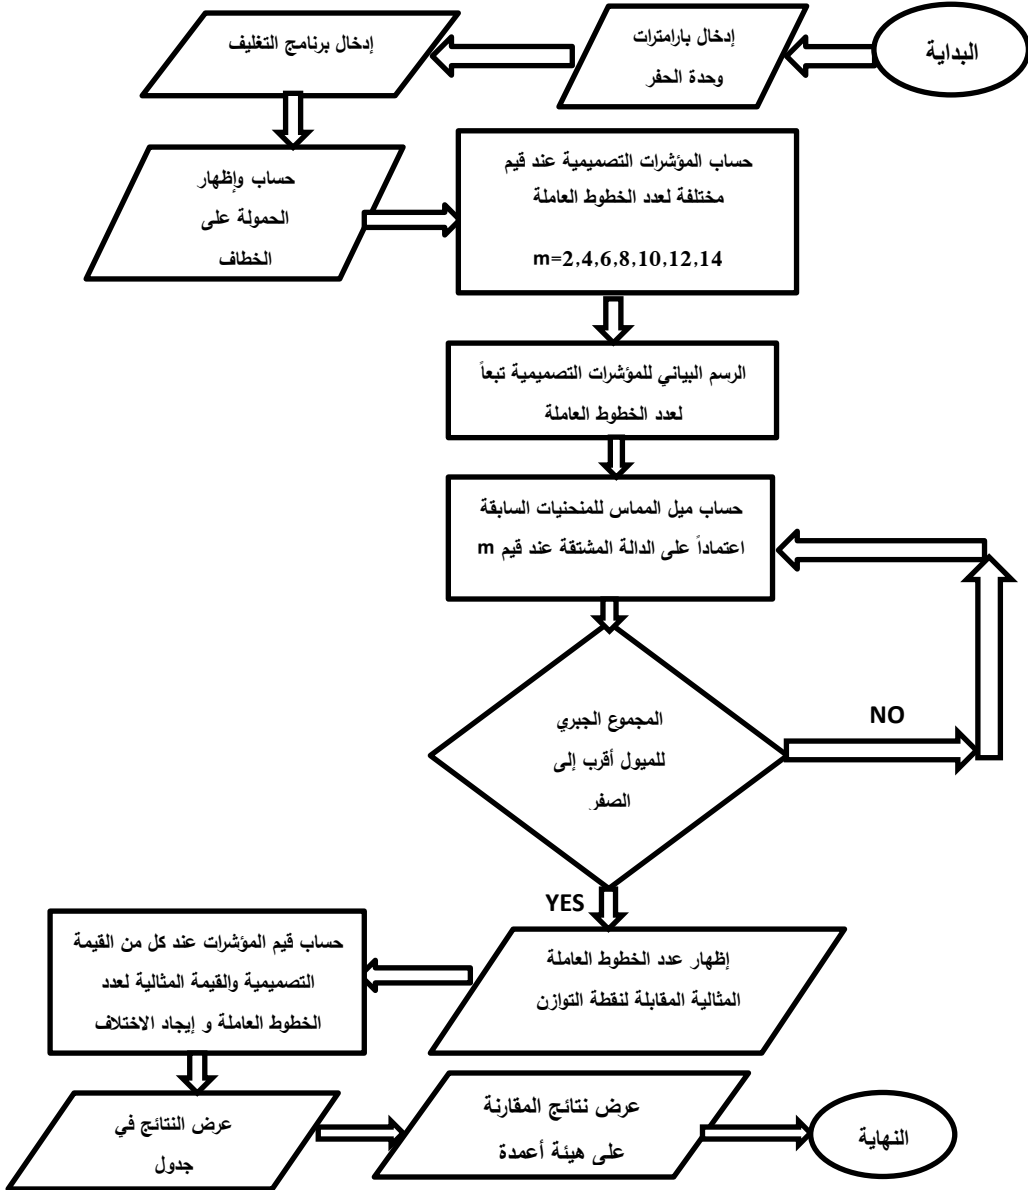 البداية
إدخال بارامترات
وحدة الحفر
إدخال برنامج التغليف
حساب وإظهار
الحمولة على
الخطاف
حساب المؤشرات التصميمية عند قيم
مختلفة لعدد الخطوط العاملة
m=2,4,6,8,10,12,14
الرسم البياني للمؤشرات التصميمية تبعاً
لعدد الخطوط العاملة
حساب ميل المماس للمنحنيات السابقة
اعتماداً على الدالة المشتقة عند قيم m
المجموع الجبري
للميول أقرب إلى
الصفر
NO
YES
إظهار عدد الخطوط العاملة
المثالية المقابلة لنقطة التوازن
حساب قيم المؤشرات عند كل من القيمة
التصميمية والقيمة المثالية لعدد
الخطوط العاملة و إيجاد الاختلاف
عرض النتائج في
جدول
عرض نتائج المقارنة
على هيئة أعمدة
النهاية